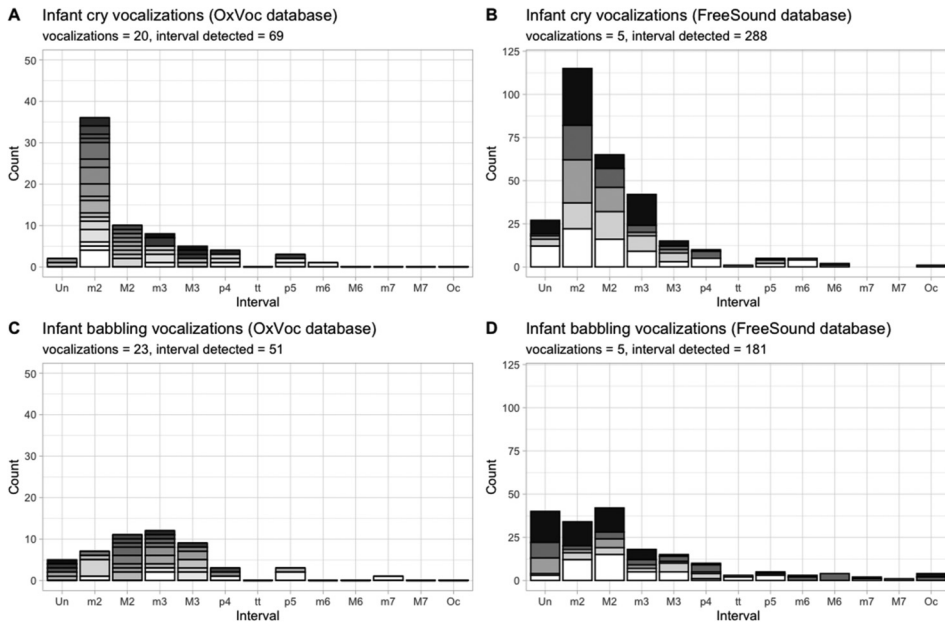 A Infant cry vocalizations (OxVoc database)
vocalizations = 20, interval detected = 69
50
40
30
20
10
0
Count
Un m2 M2 m3 M3 p4 tt p5 m6 M6 m7 M7 Oc
Interval
B Infant cry vocalizations (FreeSound database)
vocalizations = 5, interval detected = 288
125
100
75
50
25
0
Count
Un m2 M2 m3 M3 p4 tt p5 m6 M6 m7 M7 Oc
Interval
C Infant babbling vocalizations (OxVoc database)
vocalizations = 23, interval detected = 51
50
40
30
20
10
0
Count
Un m2 M2 m3 M3 p4 tt p5 m6 M6 m7 M7 Oc
Interval
D Infant babbling vocalizations (FreeSound database)
vocalizations = 5, interval detected = 181
125
100
75
50
25
0
Count
Un m2 M2 m3 M3 p4 tt p5 m6 M6 m7 M7 Oc
Interval